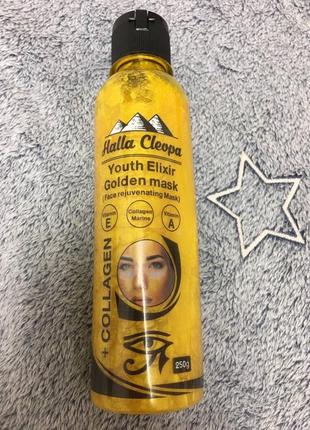 Halla Cleopa
Youth Elixir
Golden mask
(Face rejuvenating Mask)
Vitamin
E
Collagen
Marine
Vitamin
A
+ COLLAGEN
250g